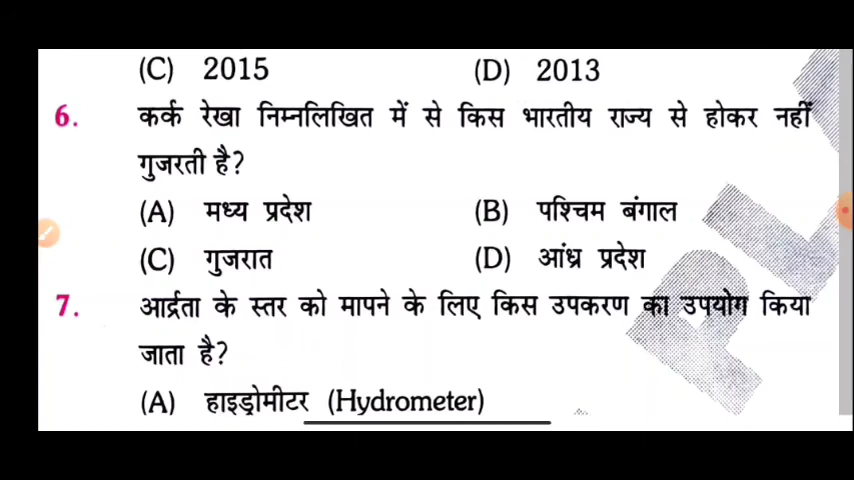 (C) 2015 (D) 2013
6. कर्क रेखा निम्नलिखित में से किस भारतीय राज्य से होकर नहीं
गुजरती है?
(A) मध्य प्रदेश (B) पश्चिम बंगाल
(C) गुजरात (D) आंध्र प्रदेश
7. आर्द्रता के स्तर को मापने के लिए किस उपकरण का उपयोग किया
जाता है?
(A) हाइड्रोमीटर (Hydrometer)